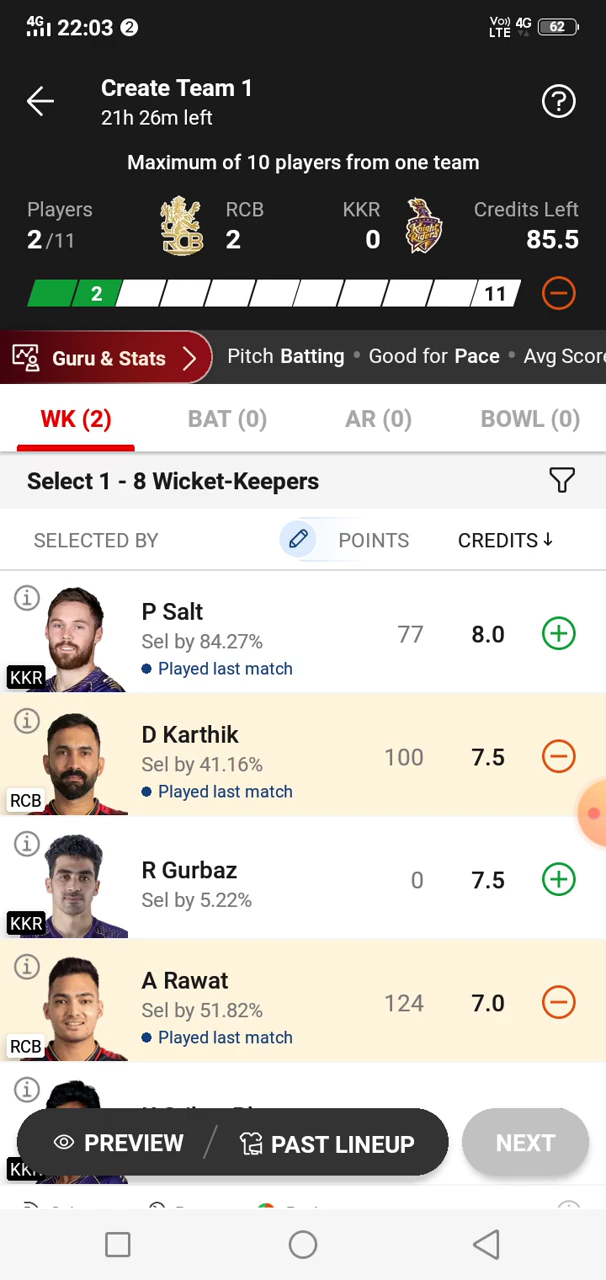 4G 22:03 2 Vo) LTE 4G 62
Create Team 1
21h 26m left
Maximum of 10 players from one team
Players RCB KKR Credits Left
2/11 2 0 85.5
2 11
Guru & Stats Pitch Batting • Good for Pace • Avg Score
WK (2) BAT (0) AR (0) BOWL (0)
Select 1 - 8 Wicket-Keepers
SELECTED BY POINTS CREDITS↓
P Salt
Sel by 84.27% 77 8.0
Played last match
KKR
D Karthik
Sel by 41.16% 100 7.5
Played last match
RCB
R Gurbaz
Sel by 5.22% 0 7.5
KKR
A Rawat
Sel by 51.82% 124 7.0
Played last match
RCB
PREVIEW / PAST LINEUP NEXT
KKR